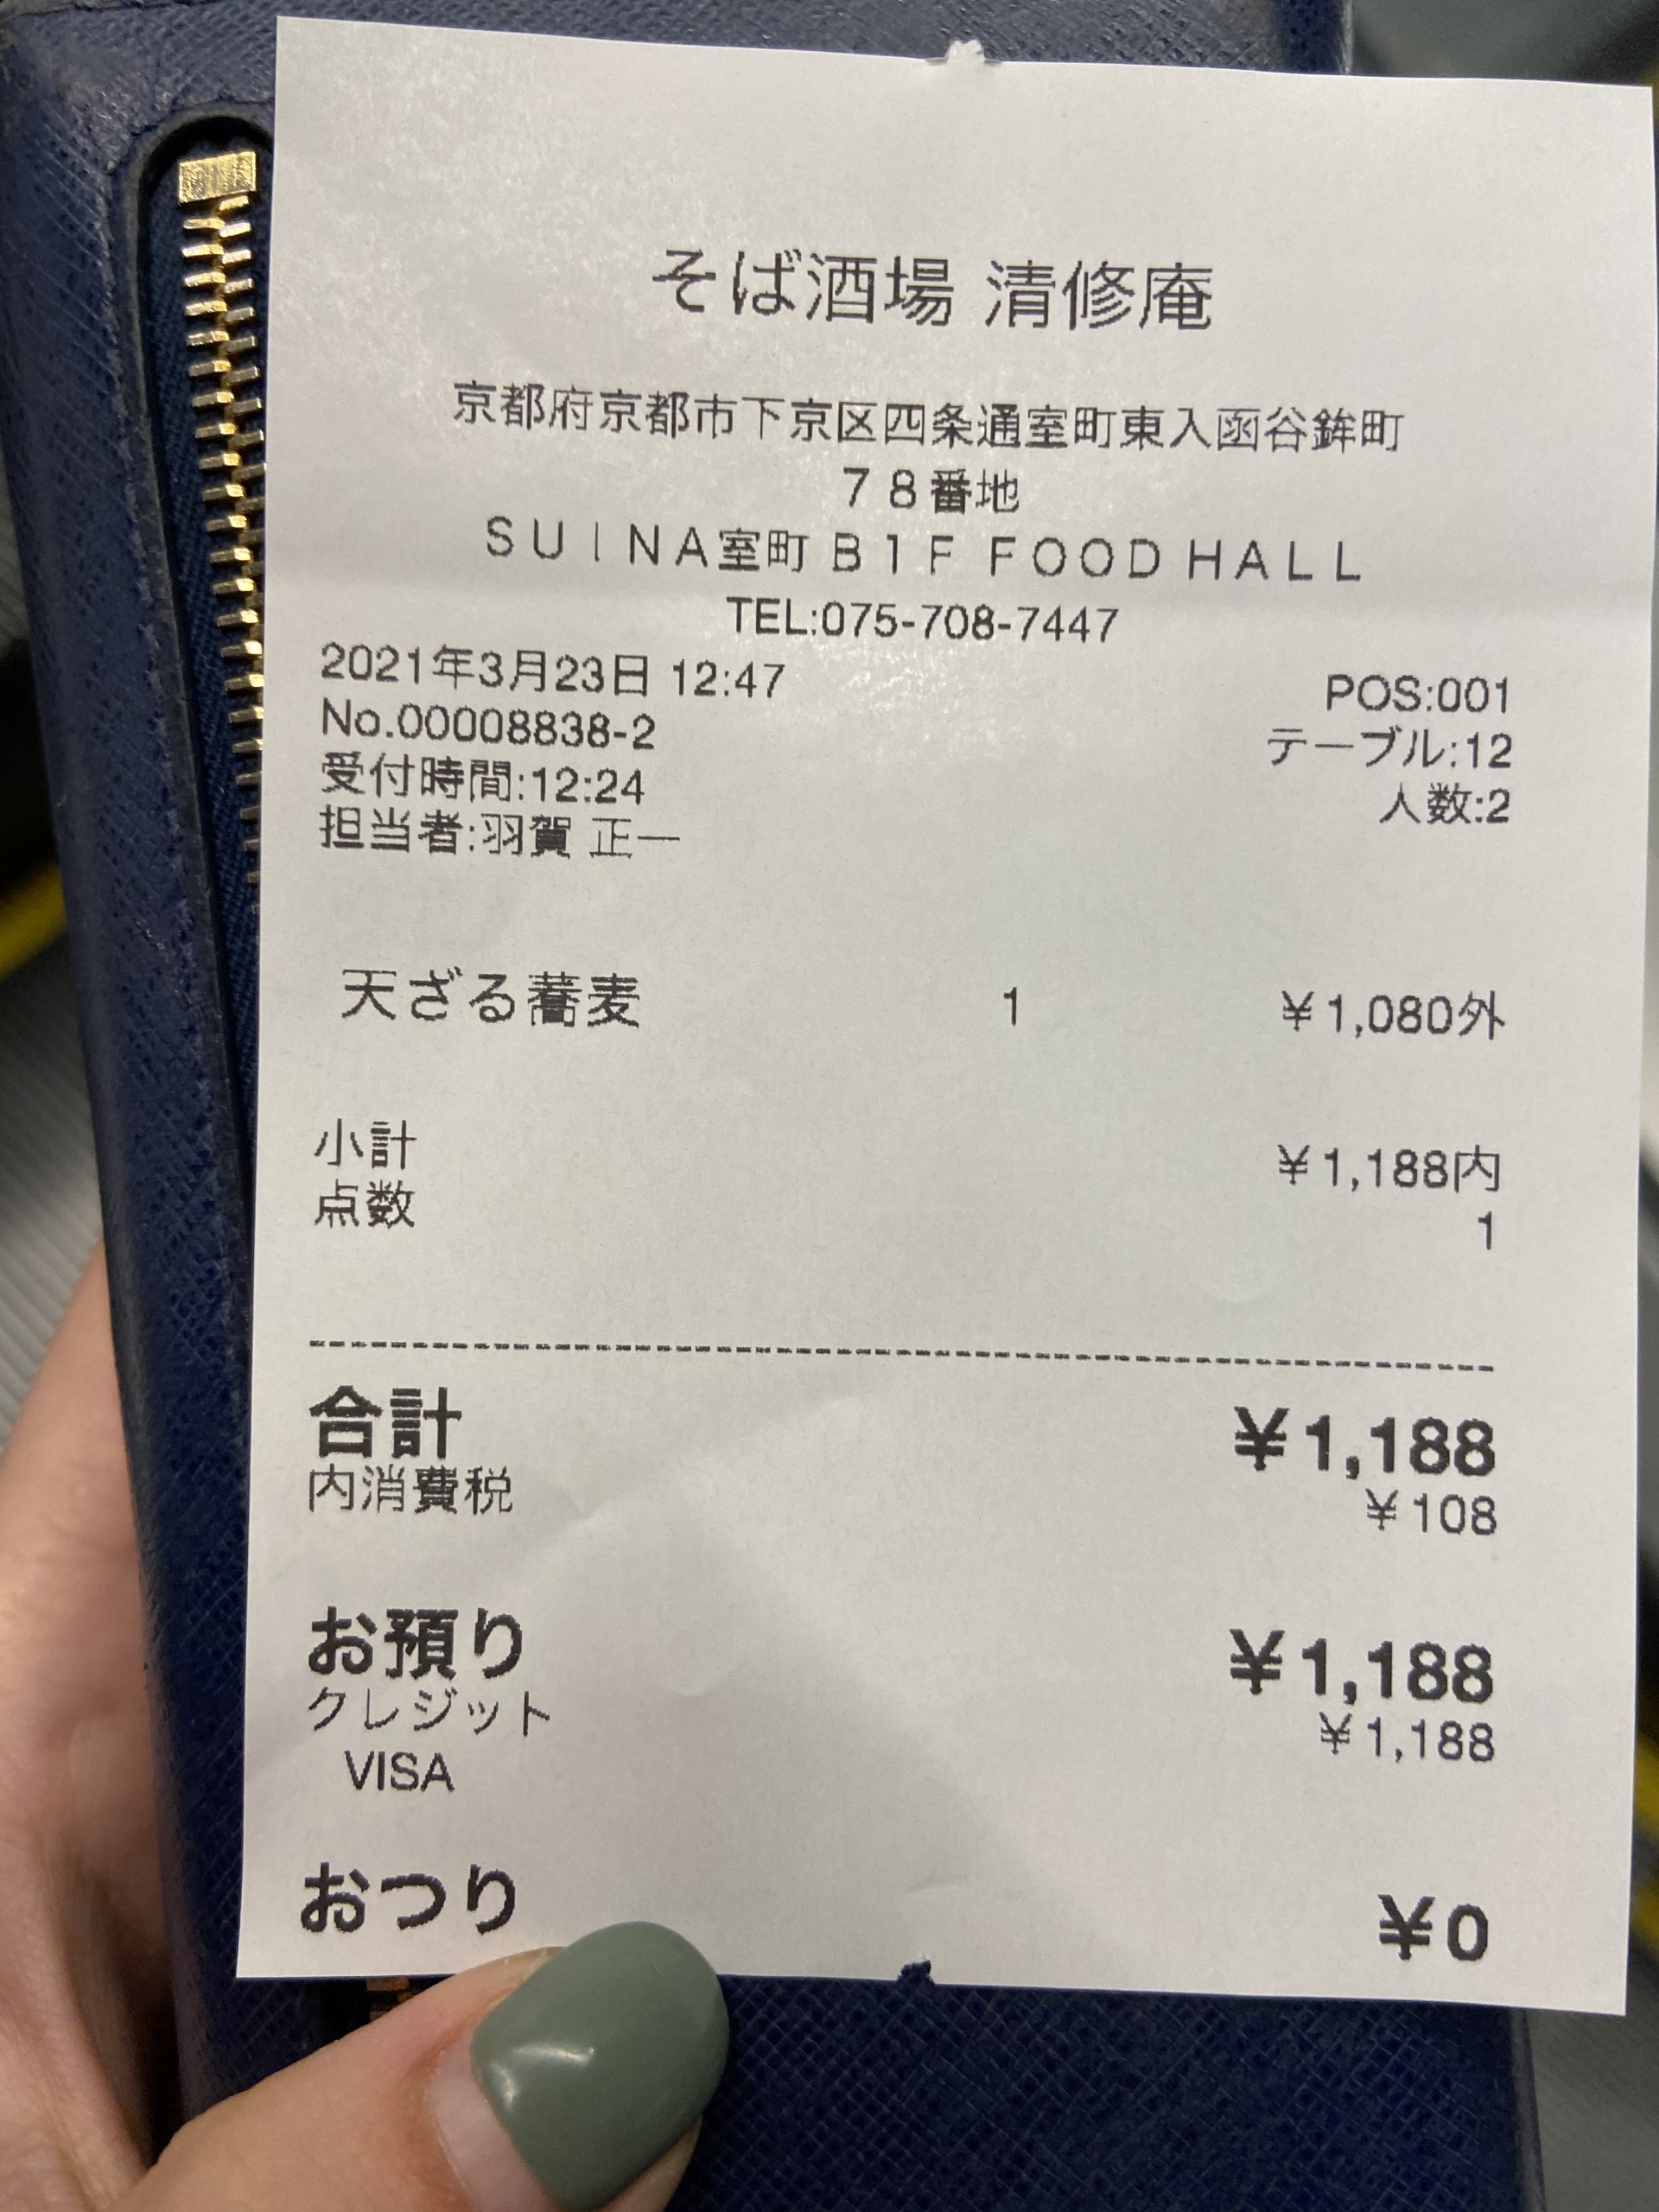 そば酒場 清修庵
京都府京都市下京区四条通室町東入函谷鉾町
７８番地
ＳＵＩＮＡ室町 Ｂ１Ｆ ＦＯＯＤ ＨＡＬＬ
TEL:075-708-7447
2021年3月23日 12:47 POS:001
No.00008838-2 テーブル:12
受付時間:12:24 人数:2
担当者:羽賀 正一
天ざる蕎麦 1 ¥1,080外
小計 ¥1,188内
点数 1
合計 ¥1,188
内消費税 ¥108
お預り ¥1,188
クレジット ¥1,188
VISA
おつり ¥0